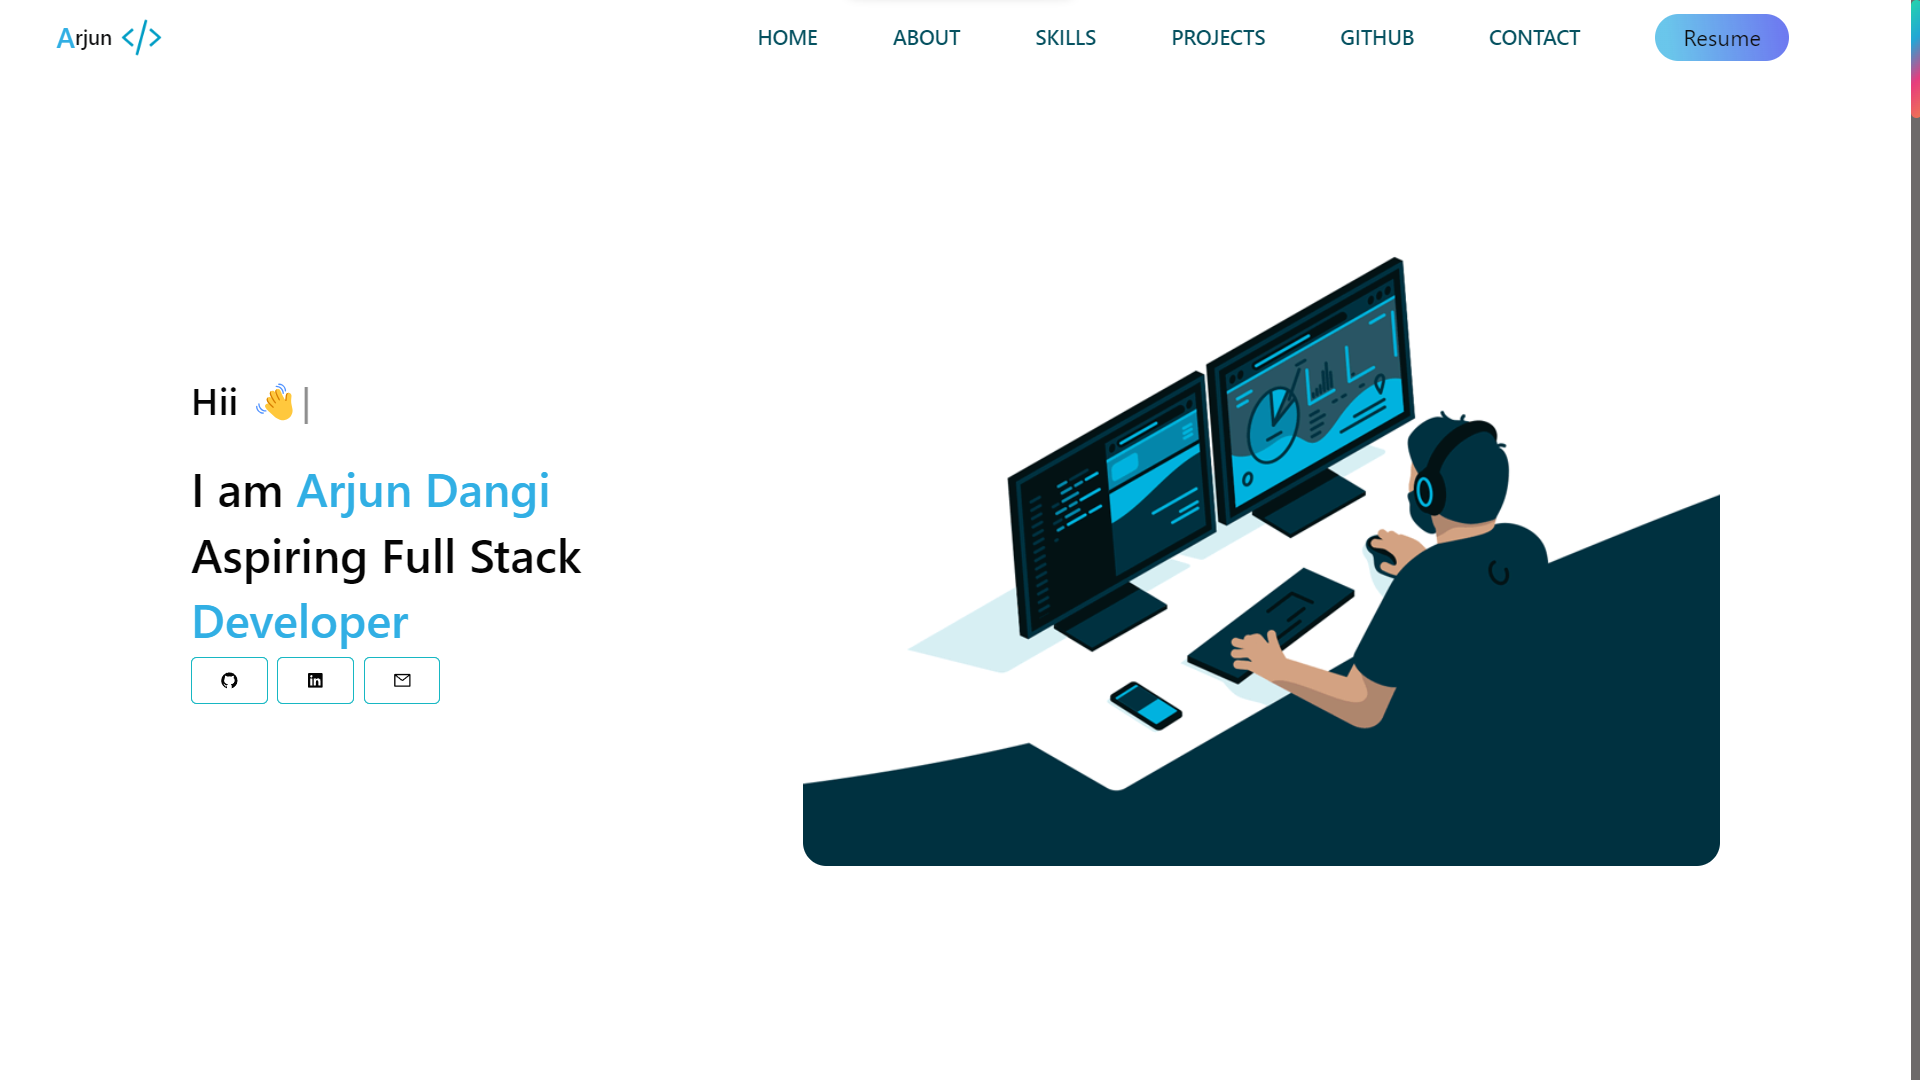 Arjun </>
HOME
ABOUT
SKILLS
PROJECTS
GITHUB
CONTACT
Resume
Hii 👋|
I am Arjun Dangi
Aspiring Full Stack
Developer